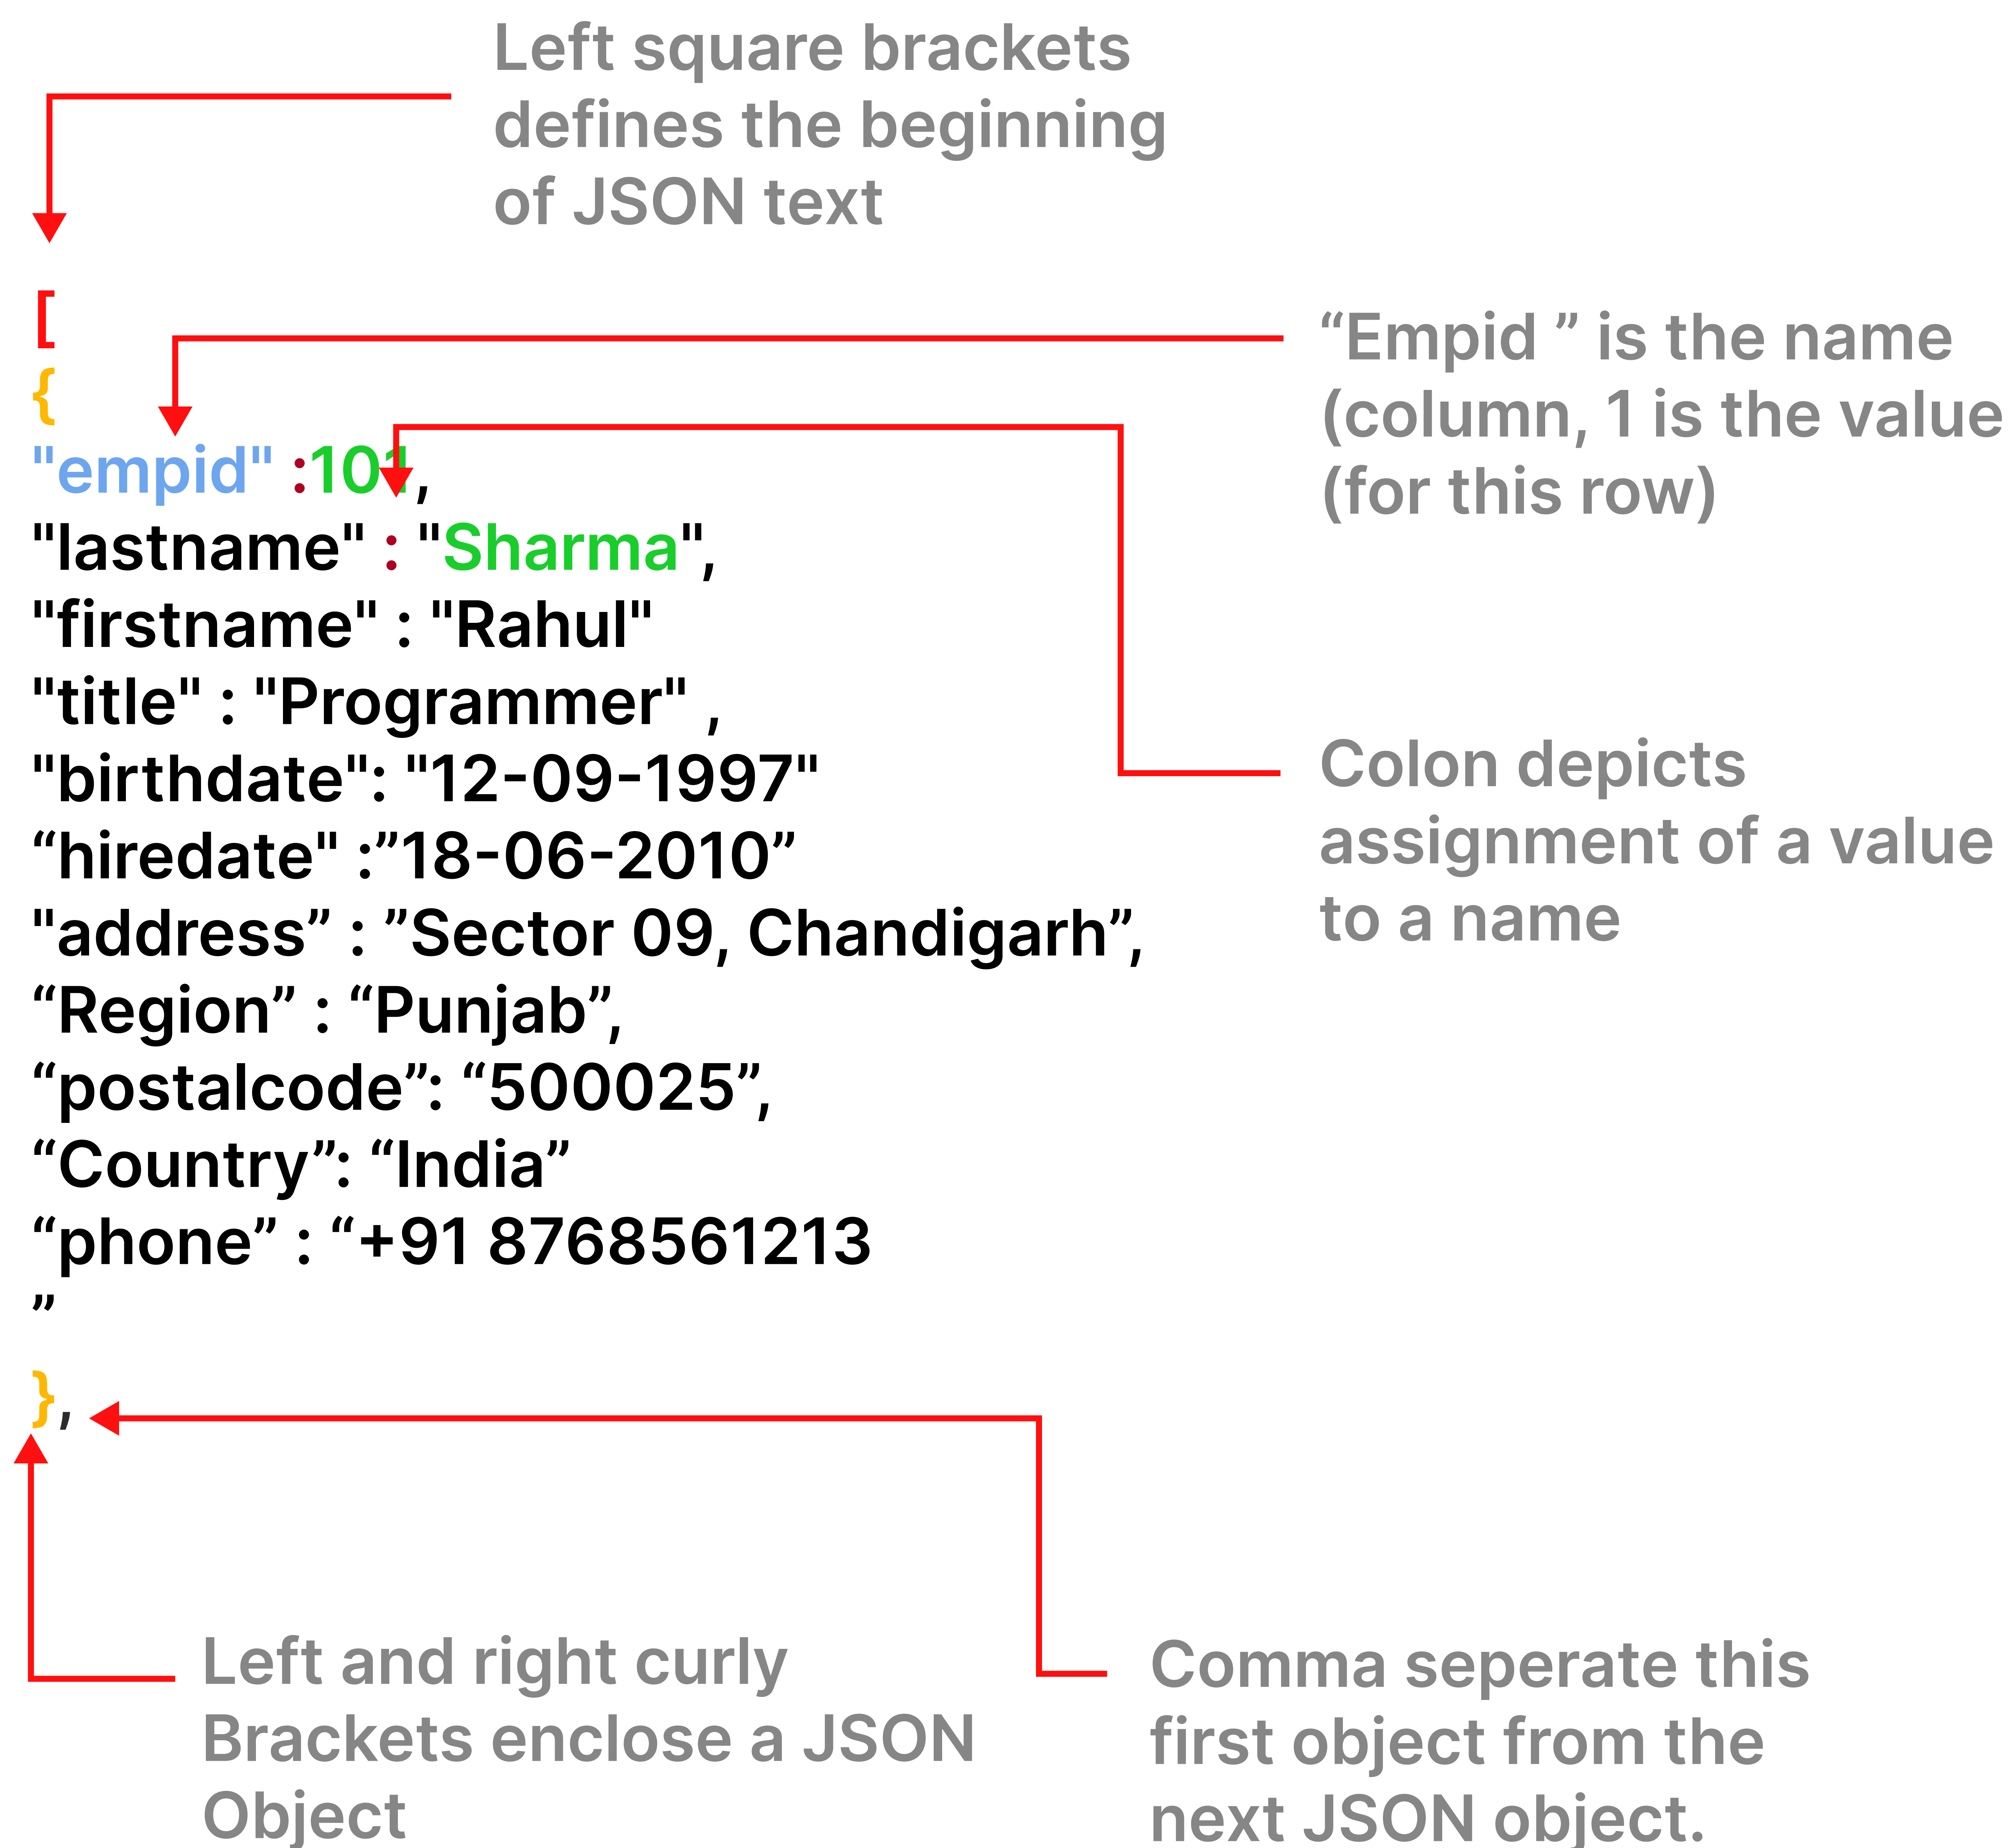 Left square brackets
defines the beginning
of JSON text
[
{
"empid" :101,
"lastname" : "Sharma",
"firstname" : "Rahul"
"title" : "Programmer" ,
"birthdate": "12-09-1997"
“hiredate" :”18-06-2010”
"address” : ”Sector 09, Chandigarh”,
“Region” : “Punjab”,
“postalcode”: “500025”,
“Country”: “India”
“phone” : “+91 8768561213
”
},
“Empid ” is the name
(column, 1 is the value
(for this row)
Colon depicts
assignment of a value
to a name
Left and right curly
Brackets enclose a JSON
Object
Comma seperate this
first object from the
next JSON object.